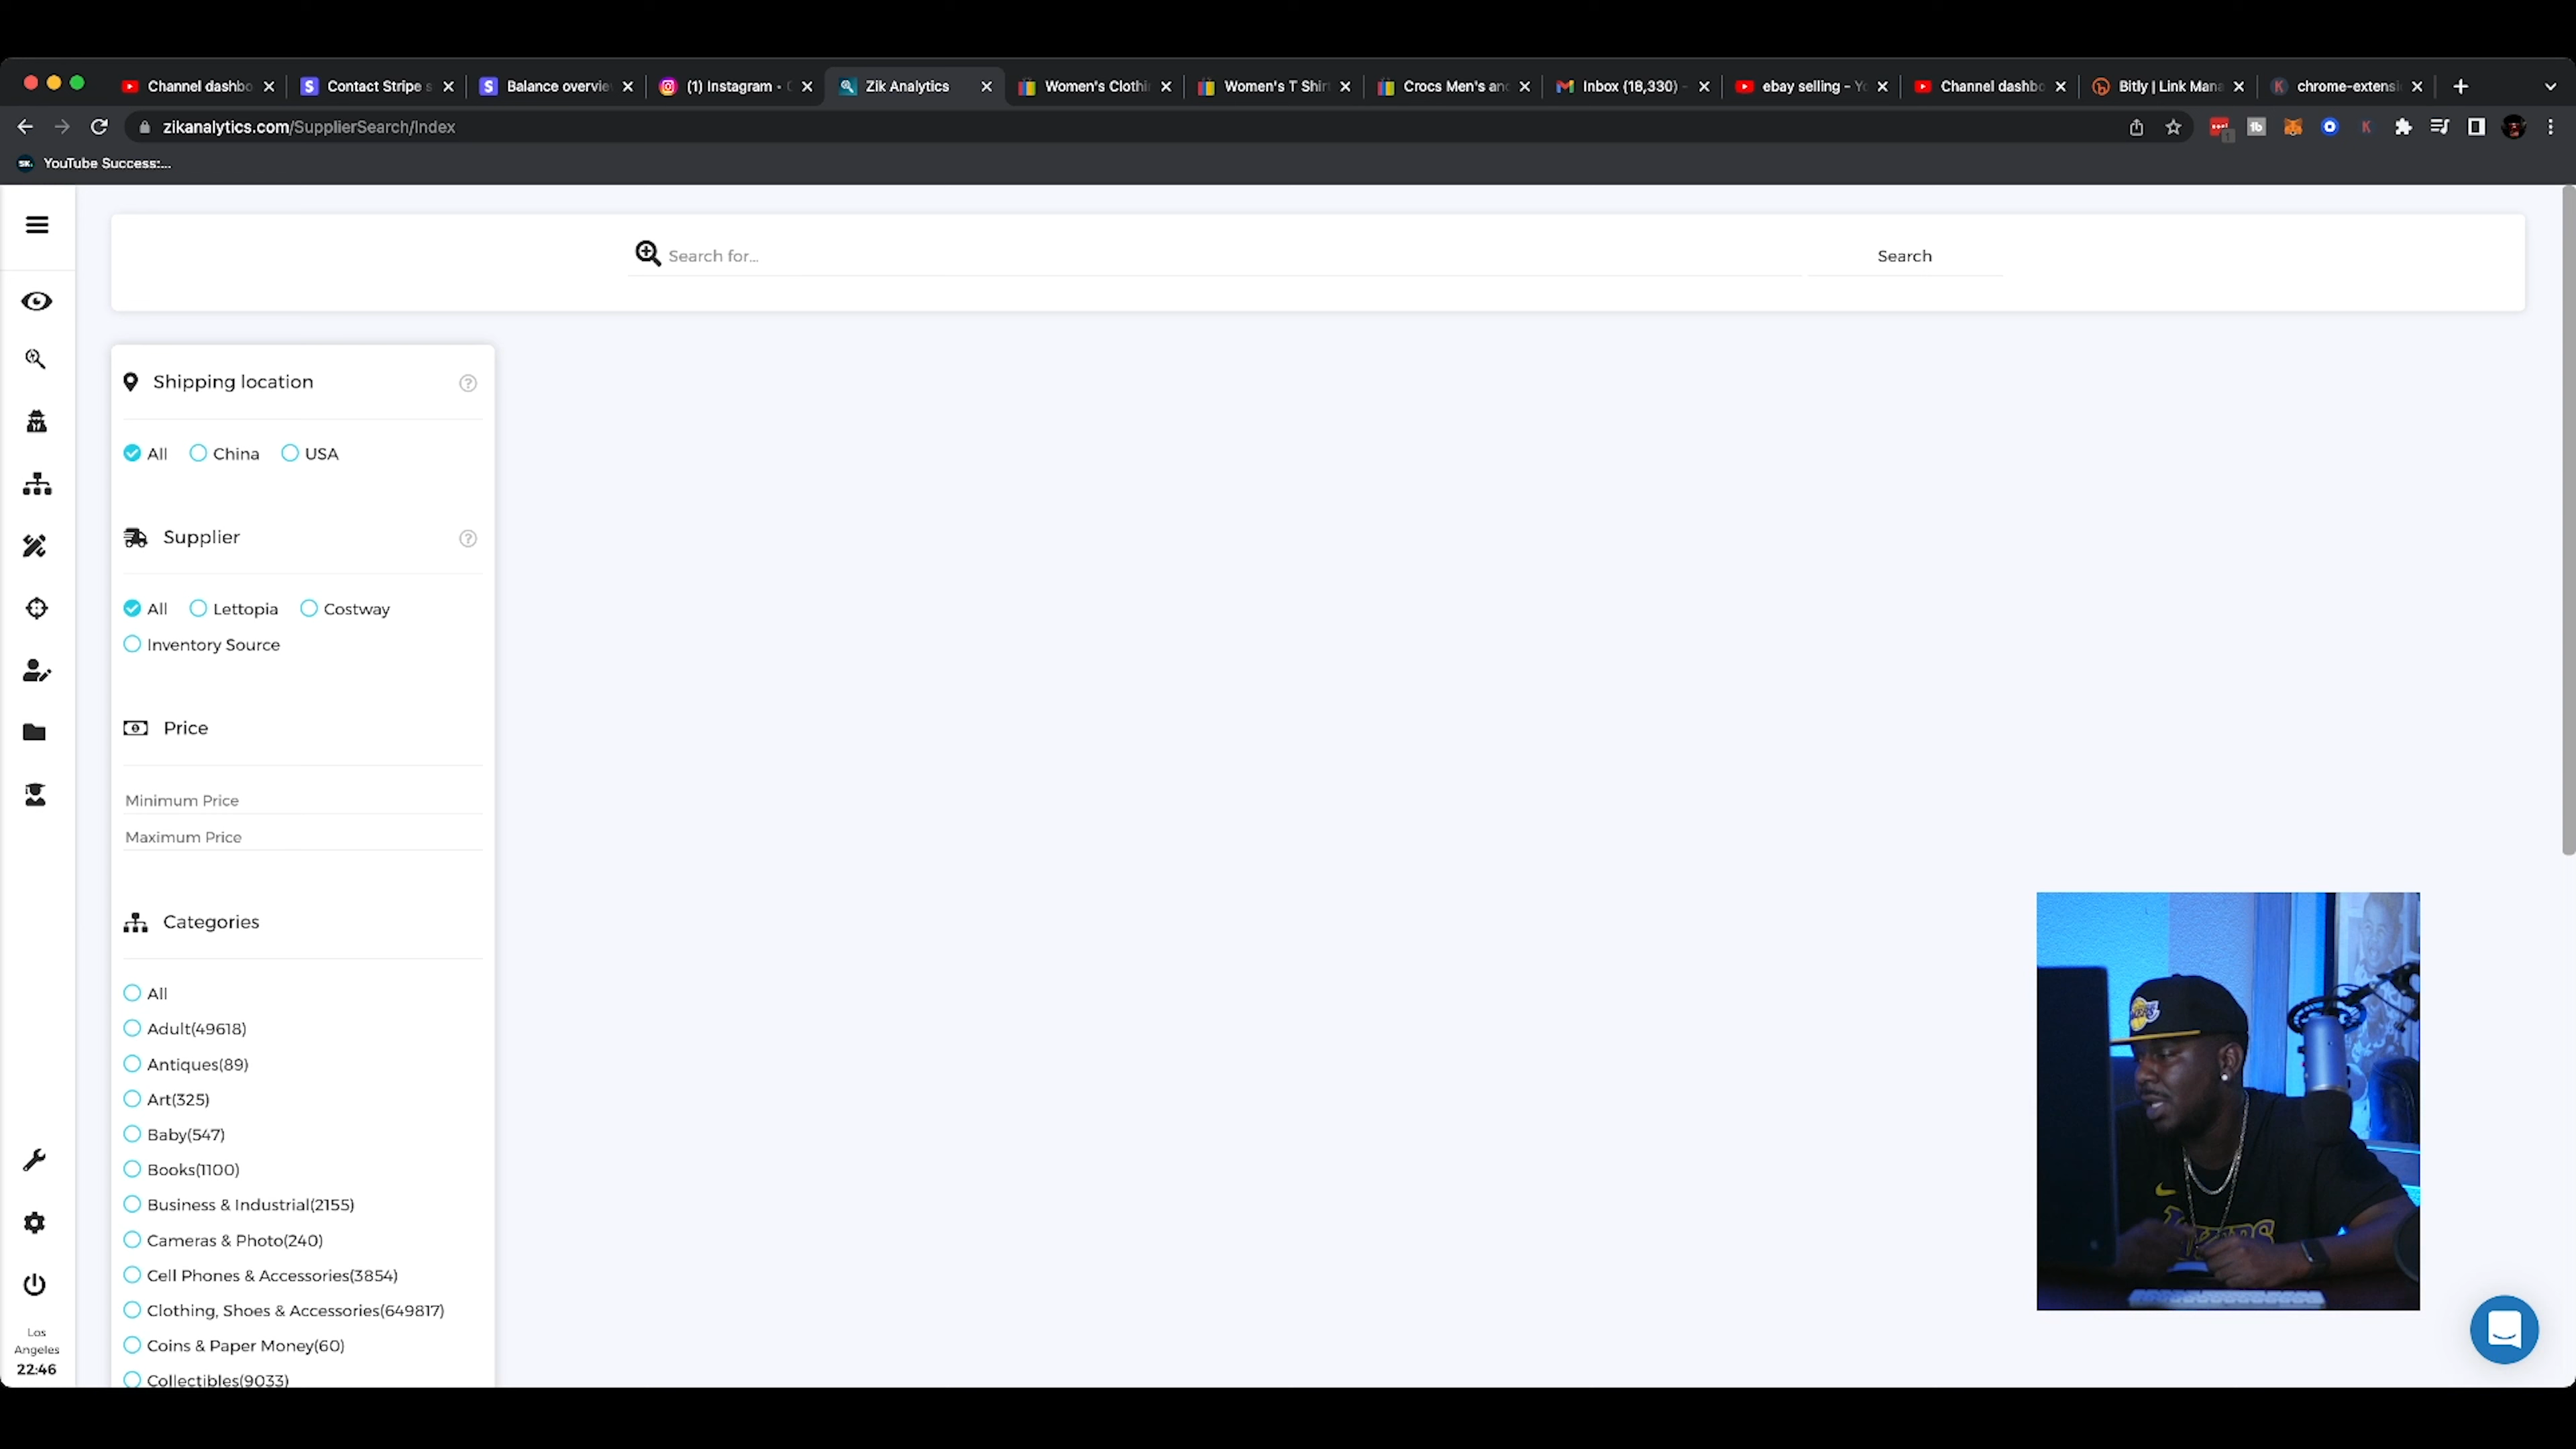 Channel dashbo
Contact Stripe s
Balance overvie
(1) Instagram •
Zik Analytics
Women's Clothi
Women's T Shir
Crocs Men's and
Inbox (18,330) -
ebay selling - Yo
Channel dashbo
Bitly | Link Mana
chrome-extensi
zikanalytics.com/SupplierSearch/Index
SK. YouTube Success:...
Search for...
Search
Shipping location
All China USA
Supplier
All Lettopia Costway
Inventory Source
Price
Minimum Price
Maximum Price
Categories
All
Adult(49618)
Antiques(89)
Art(325)
Baby(547)
Books(1100)
Business & Industrial(2155)
Cameras & Photo(240)
Cell Phones & Accessories(3854)
Clothing, Shoes & Accessories(649817)
Coins & Paper Money(60)
Collectibles(9033)
Los
Angeles
22:46